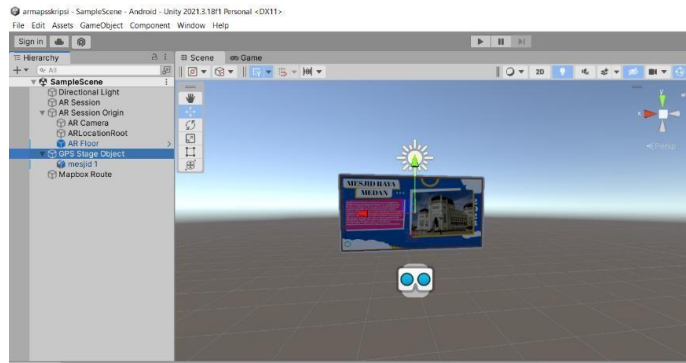 armapsskripsi - SampleScene - Android - Unity 2021.3.18f1 Personal <DX11>
File Edit Assets GameObject Component Window Help
Sign in
Hierarchy
All
Scene
Game
2D
SampleScene
Directional Light
AR Session
AR Session Origin
AR Camera
ARLocationRoot
AR Floor
GPS Stage Object
mesjid 1
Mapbox Route
y
x
Persp
MESJID RAYA
MEDAN